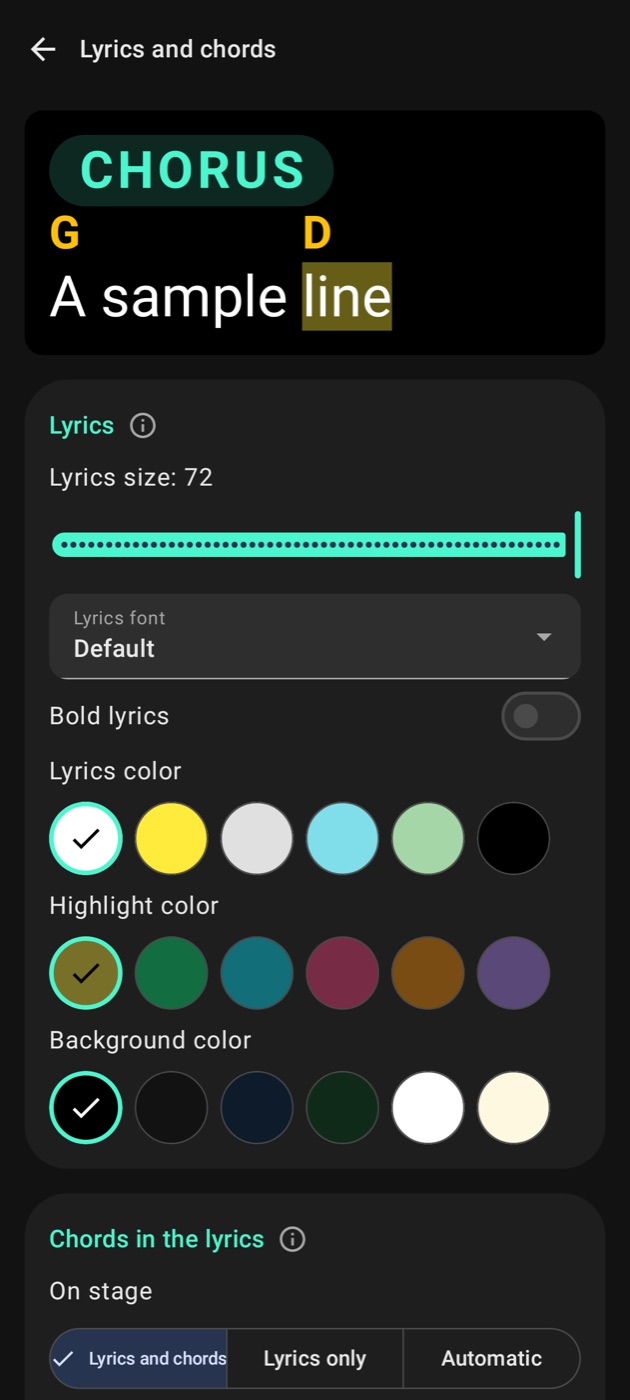 Lyrics and chords
CHORUS
G D
A sample line
Lyrics
Lyrics size: 72
Lyrics font
Default
Bold lyrics
Lyrics color
Highlight color
Background color
Chords in the lyrics
On stage
Lyrics and chords Lyrics only Automatic